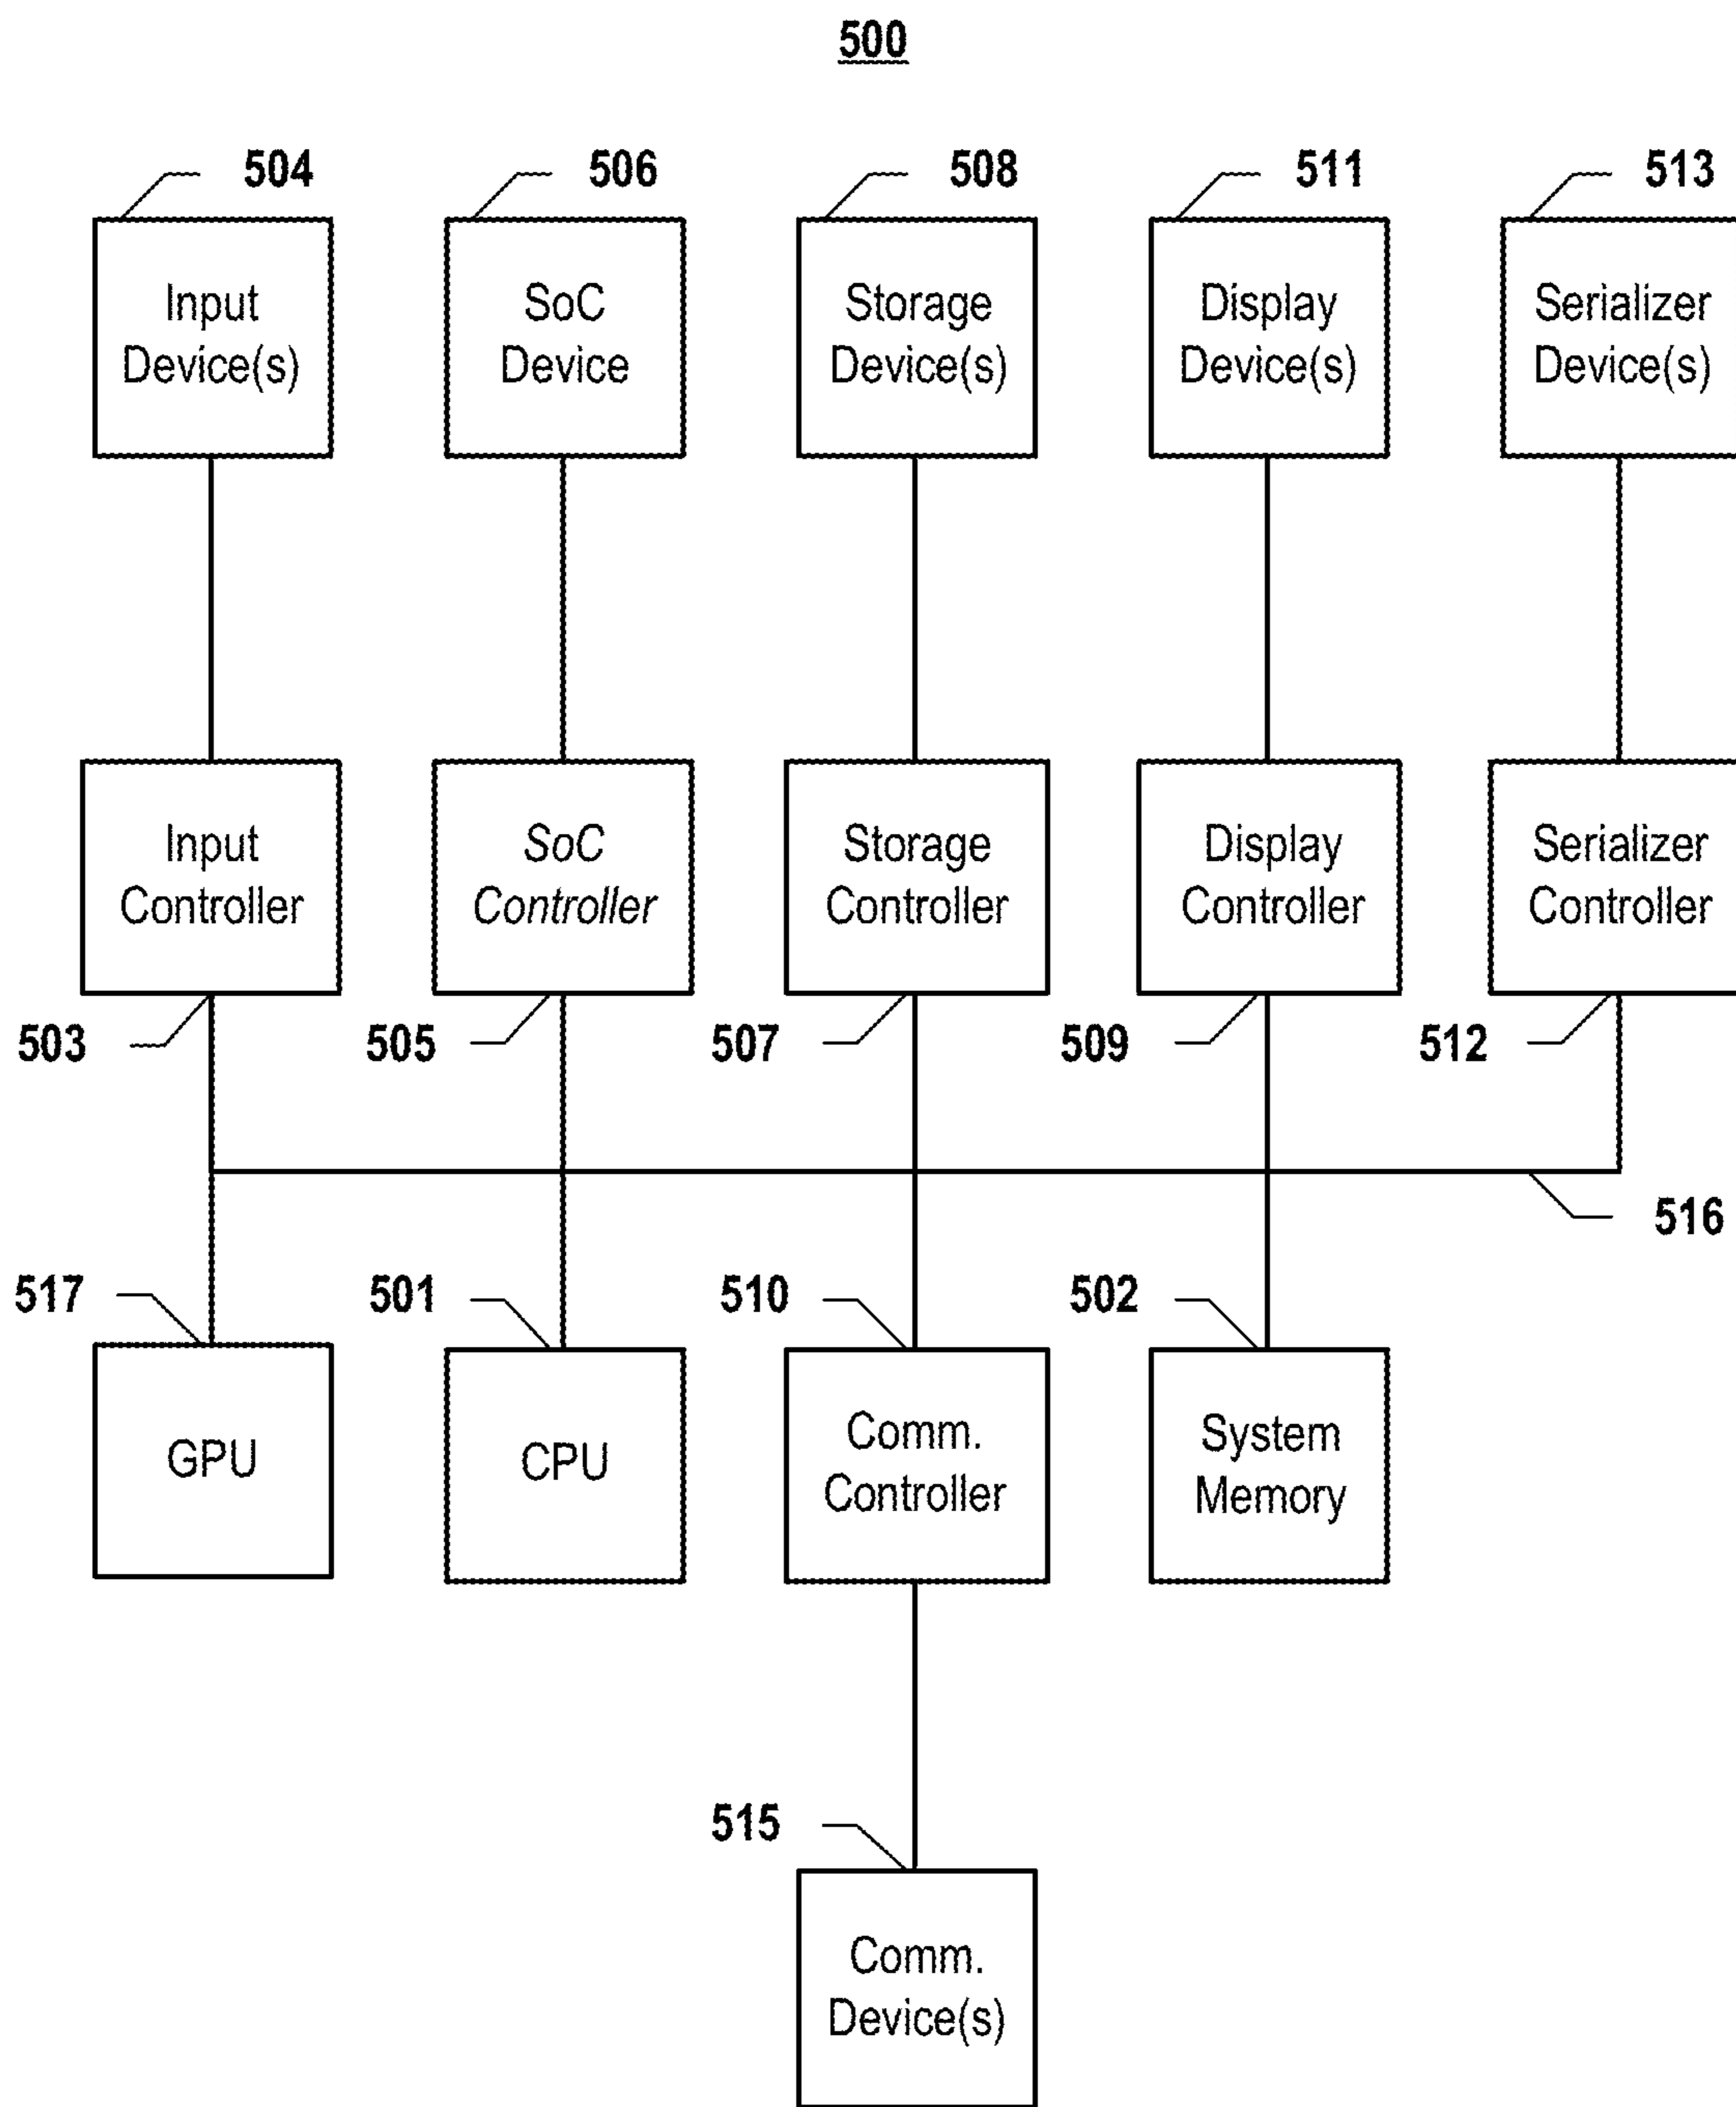 500
504 506 508 511 513
Input SoC Storage Display Serializer
Device(s) Device Device(s) Device(s) Device(s)
Input SoC Storage Display Serializer
Controller Controller Controller Controller Controller
503 505 507 509 512
516
517 501 510 502
Comm. System
GPU CPU
Controller Memory
515
Comm.
Device(s)